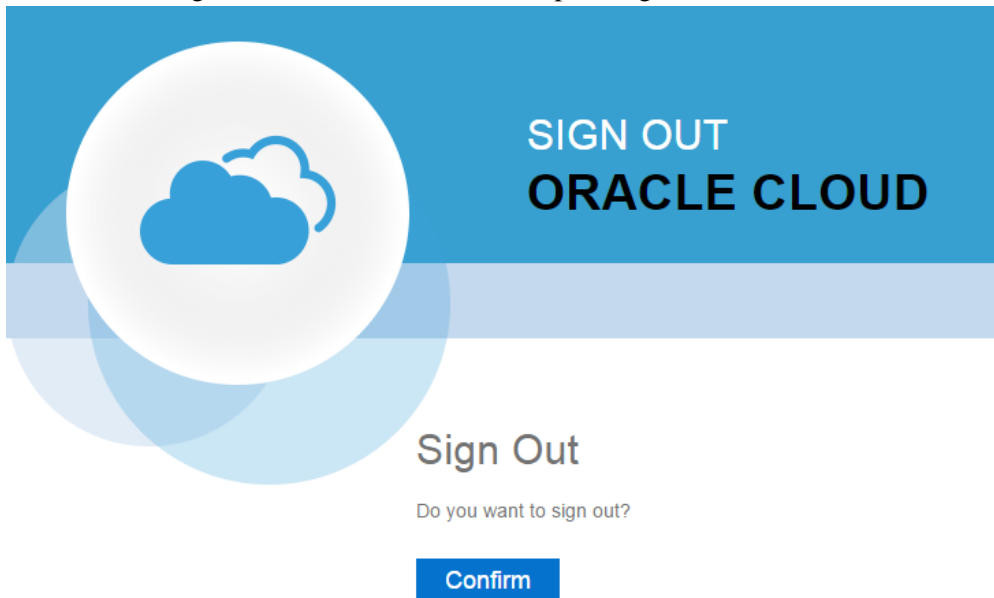 SIGN OUT
ORACLE CLOUD
Sign Out
Do you want to sign out?
Confirm